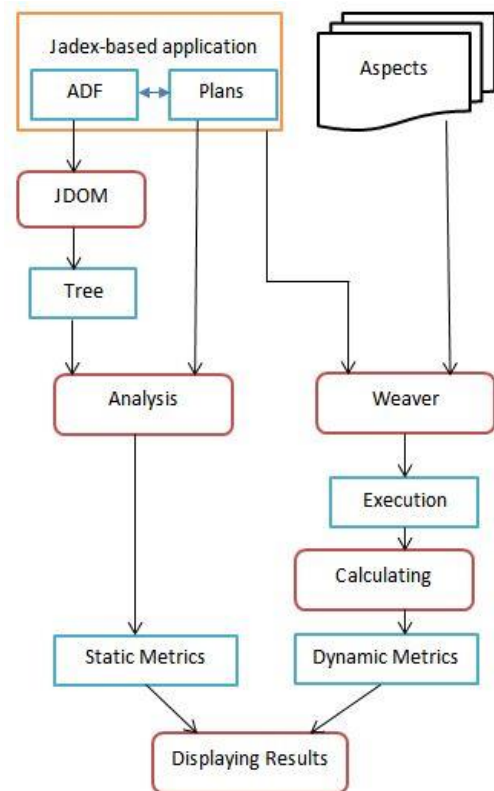 Jadex-based application
Aspects
ADF
Plans
JDOM
Tree
Analysis
Weaver
Execution
Calculating
Static Metrics
Dynamic Metrics
Displaying Results